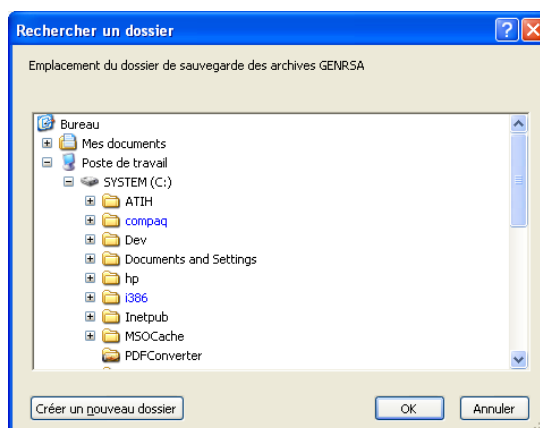 Rechercher un dossier
Emplacement du dossier de sauvegarde des archives GENRSA
Bureau
Mes documents
Poste de travail
SYSTEM (C:)
ATIH
compaq
Dev
Documents and Settings
hp
i386
Inetpub
MSOCache
PDFConverter
Créer un nouveau dossier
OK
Annuler